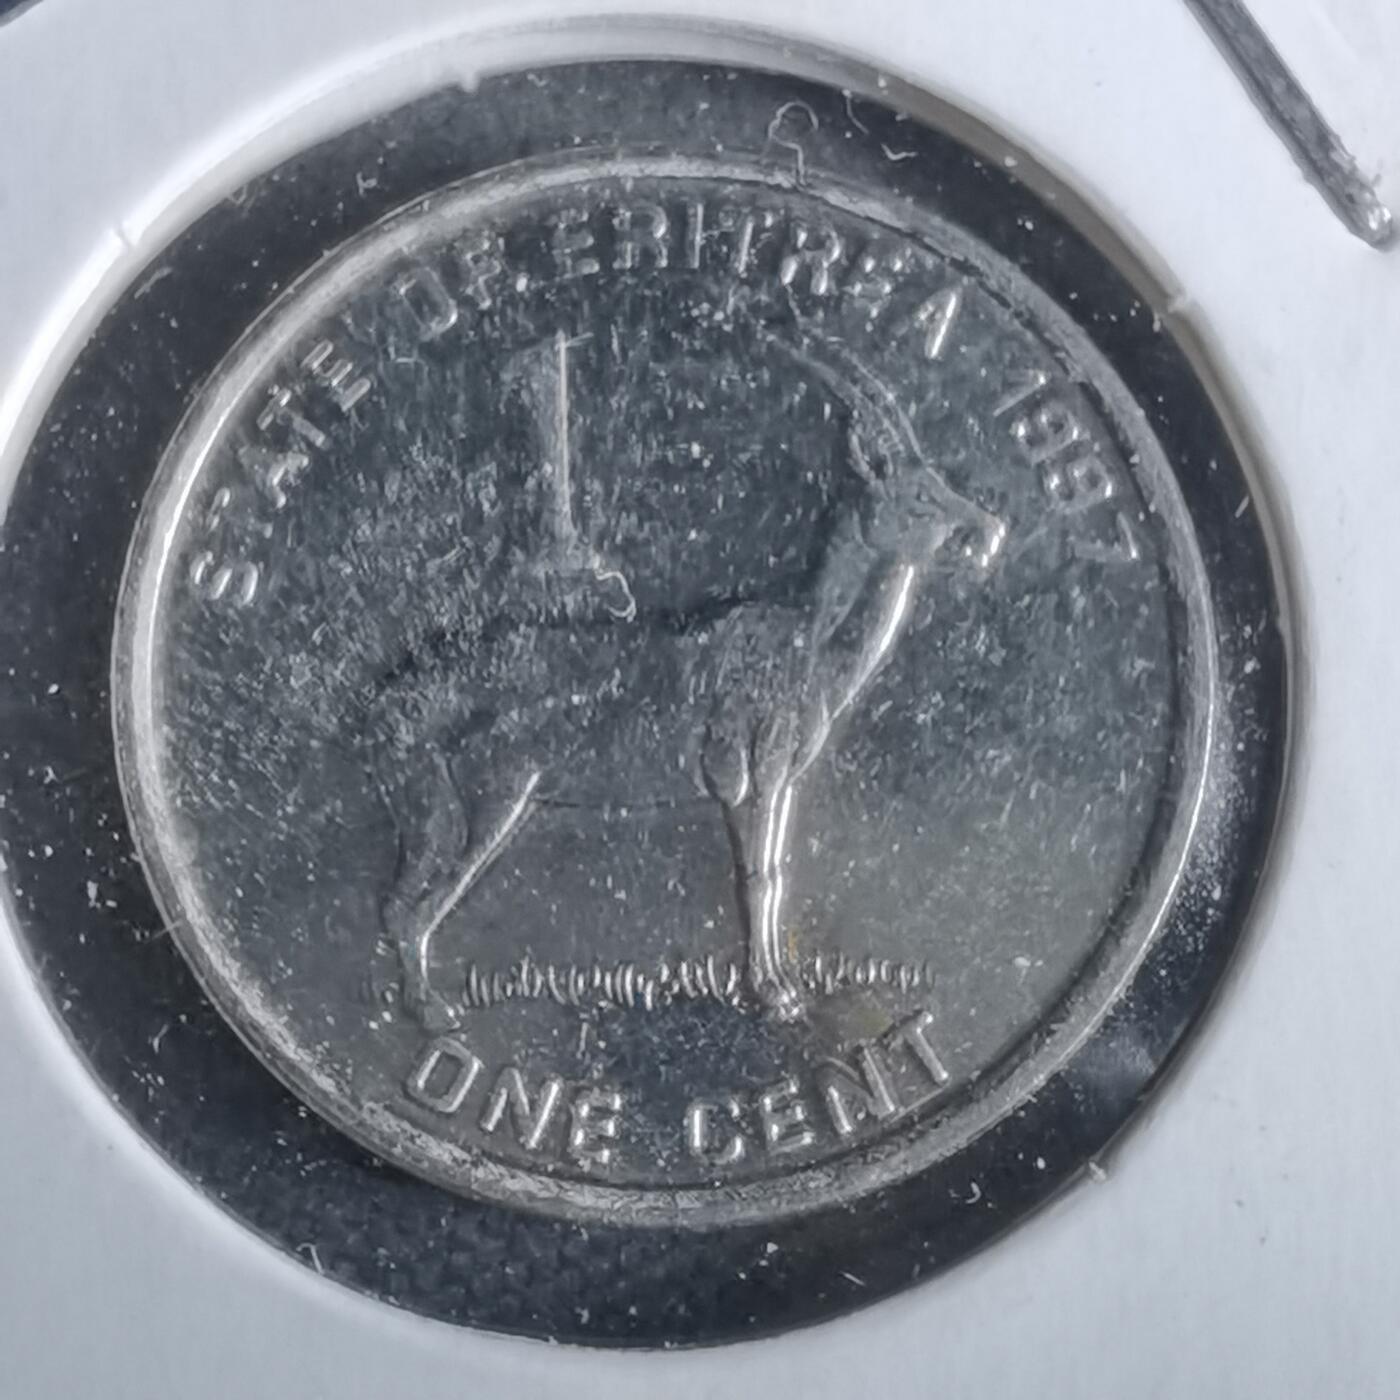 STATE OF ERITREA 1997
1
ONE CENT